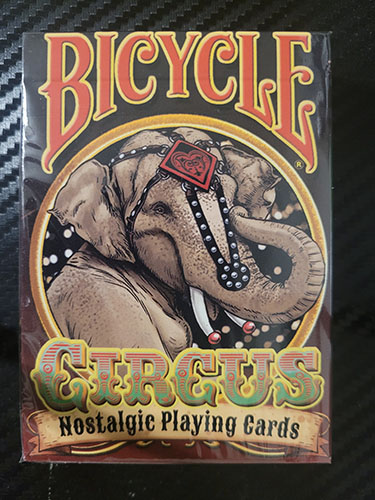 BICYCLE
®
CIRCUS
Nostalgic Playing Cards